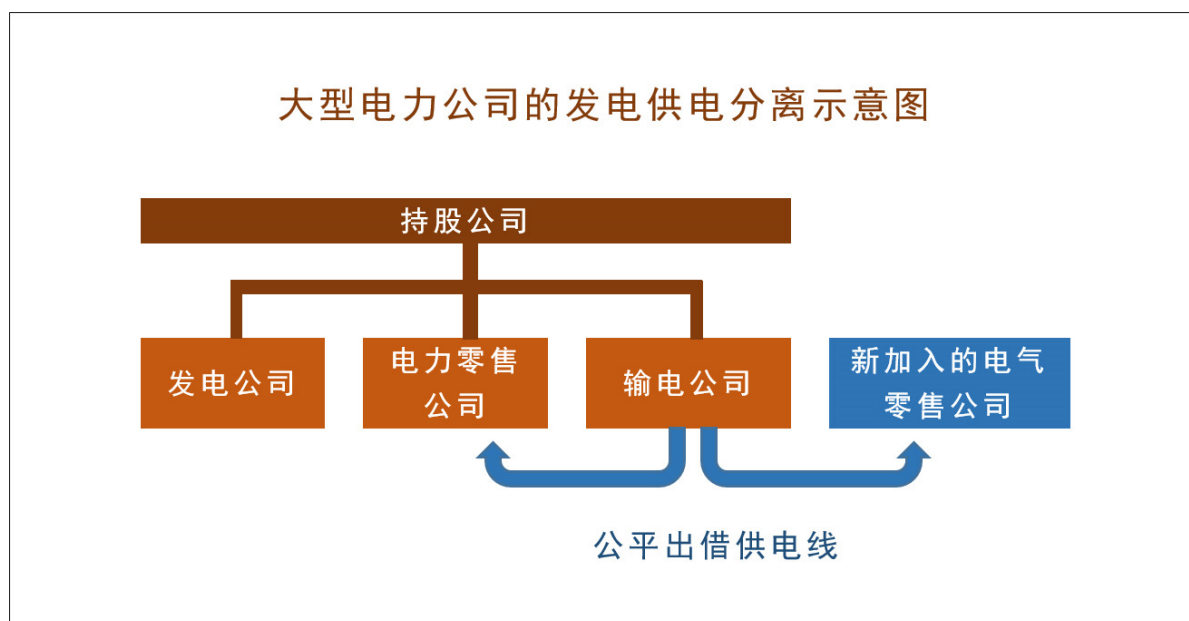 大型电力公司的发电供电分离示意图
持股公司
发电公司
电力零售
公司
输电公司
新加入的电气
零售公司
公平出借供电线